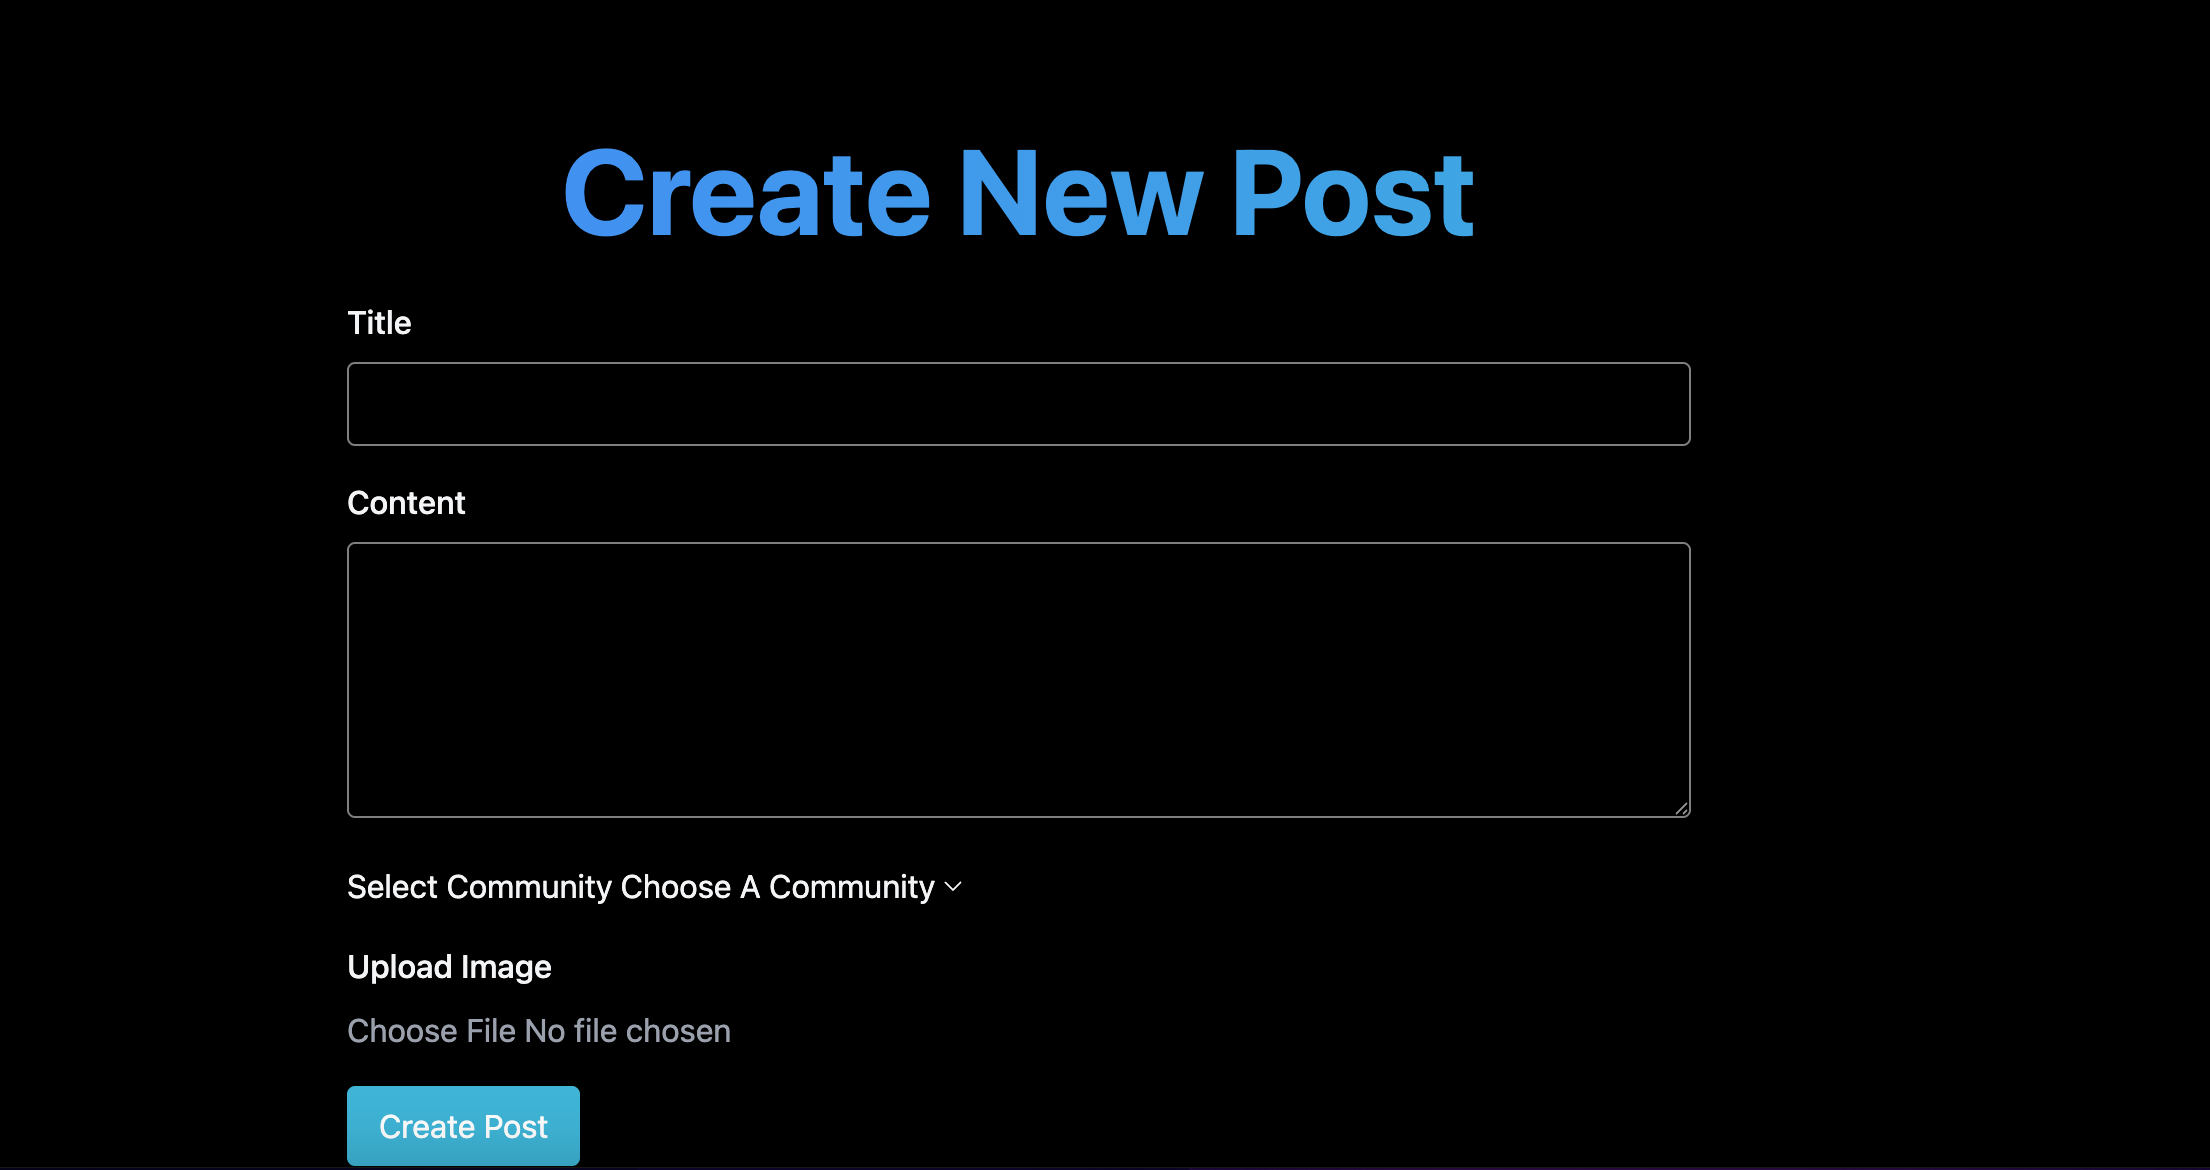 Create New Post
Title
Content
Select Community Choose A Community
Upload Image
Choose File No file chosen
Create Post